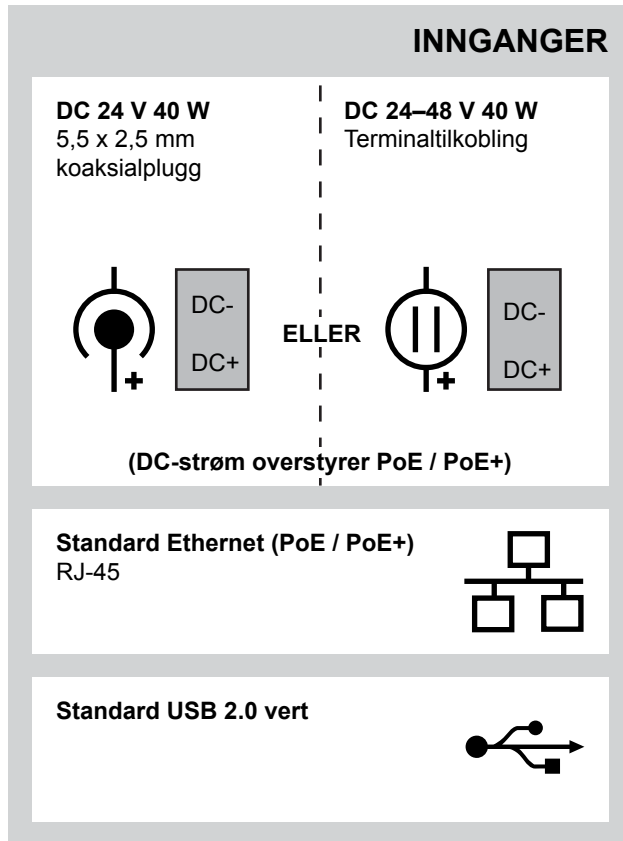 INNGANGER
DC 24 V 40 W
5,5 x 2,5 mm
koaksialplugg
DC-
DC+
+
ELLER
DC 24–48 V 40 W
Terminaltilkobling
DC-
DC+
+
(DC-strøm overstyrer PoE / PoE+)
Standard Ethernet (PoE / PoE+)
RJ-45
Standard USB 2.0 vert